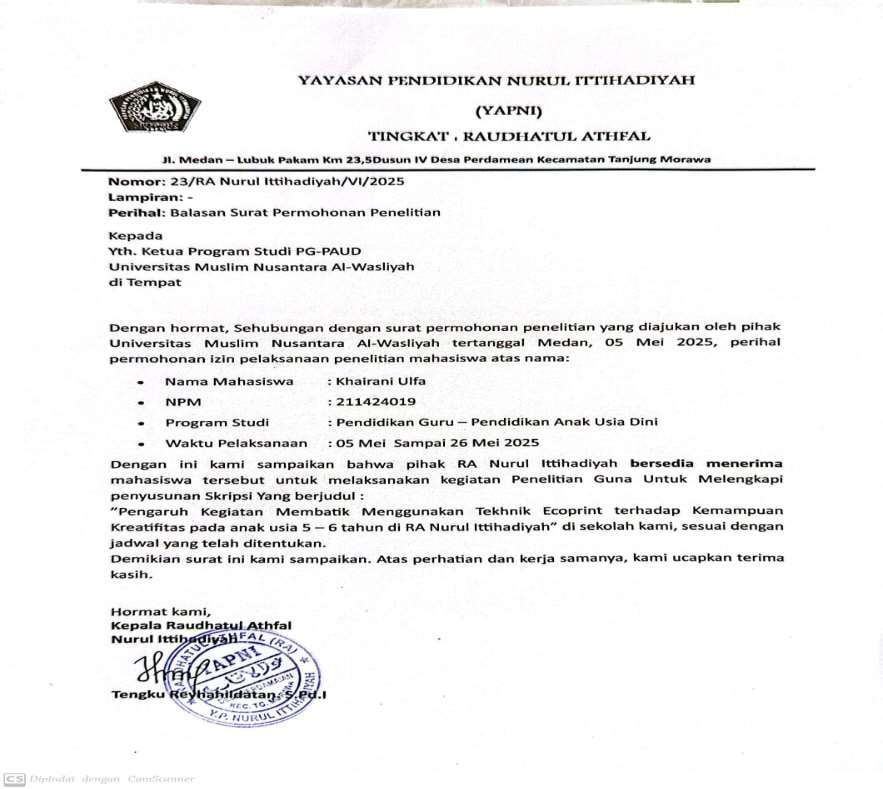 YAYASAN PENDIDIKAN NURUL ITTIHADIYAH
(YAPNI)
TINGKAT . RAUDHATUL ATHFAL
Jl. Medan – Lubuk Pakam Km 23,5Dusun IV Desa Perdamean Kecamatan Tanjung Morawa
Nomor: 23/RA Nurul Ittihadiyah/VI/2025
Lampiran: -
Perihal: Balasan Surat Permohonan Penelitian
Kepada
Yth. Ketua Program Studi PG-PAUD
Universitas Muslim Nusantara Al-Wasliyah
di Tempat
Dengan hormat, Sehubungan dengan surat permohonan penelitian yang diajukan oleh pihak
Universitas Muslim Nusantara Al-Wasliyah tertanggal Medan, 05 Mei 2025, perihal
permohonan izin pelaksanaan penelitian mahasiswa atas nama:
• Nama Mahasiswa : Khairani Ulfa
• NPM : 211424019
• Program Studi : Pendidikan Guru – Pendidikan Anak Usia Dini
• Waktu Pelaksanaan : 05 Mei Sampai 26 Mei 2025
Dengan ini kami sampaikan bahwa pihak RA Nurul Ittihadiyah bersedia menerima
mahasiswa tersebut untuk melaksanakan kegiatan Penelitian Guna Untuk Melengkapi
penyusunan Skripsi Yang berjudul :
"Pengaruh Kegiatan Membatik Menggunakan Tekhnik Ecoprint terhadap Kemampuan
Kreatifitas pada anak usia 5 – 6 tahun di RA Nurul Ittihadiyah" di sekolah kami, sesuai dengan
jadwal yang telah ditentukan.
Demikian surat ini kami sampaikan. Atas perhatian dan kerja samanya, kami ucapkan terima
kasih.
Hormat kami,
Kepala Raudhatul Athfal
Nurul Ittihadiyah
RAUDHATUL ATHFAL (RA)
YAPNI
KEC. TG. MORAWA
Y.P. NURUL ITTIHADIYAH
Tengku Reyhanildatan, S.Pd.I
CS Dipindai dengan CamScanner